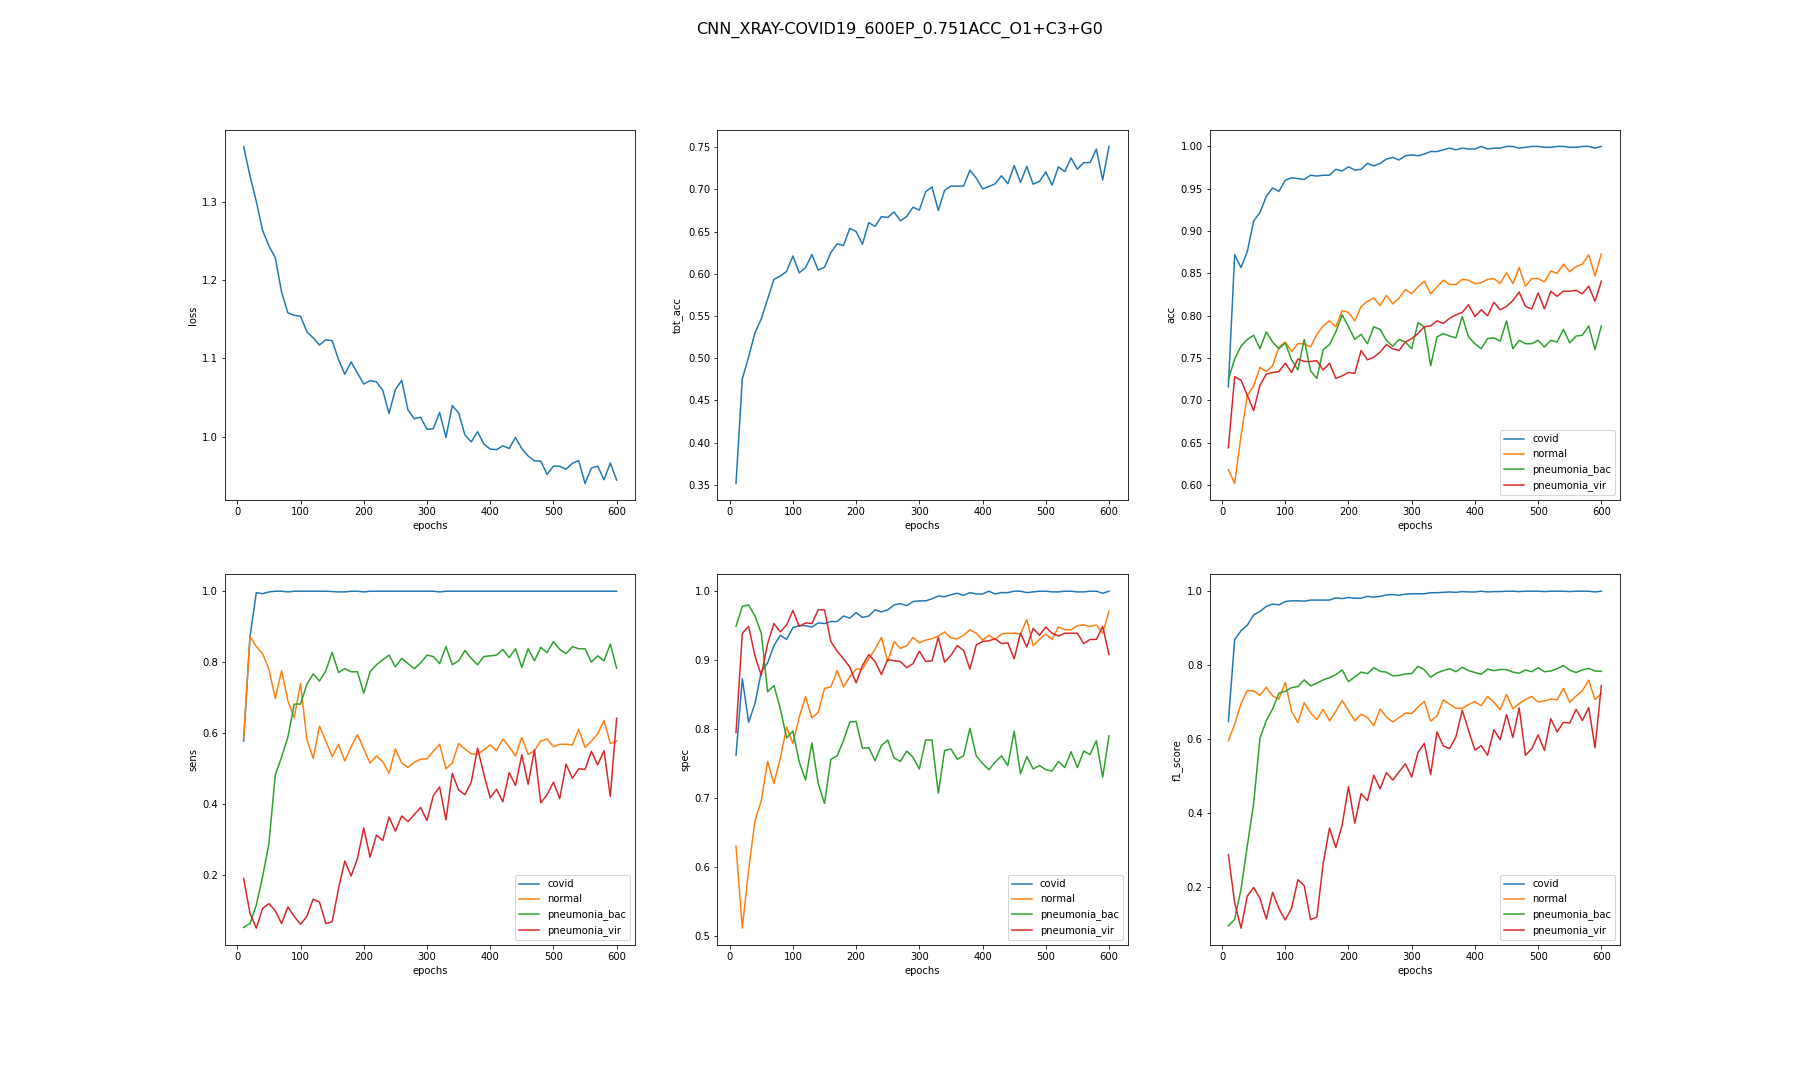 CNN_XRAY-COVID19_600EP_0.751ACC_O1+C3+G0
loss
1.3
1.2
1.1
1.0
0 100 200 300 400 500 600
epochs
tot_acc
0.75
0.70
0.65
0.60
0.55
0.50
0.45
0.40
0.35
0 100 200 300 400 500 600
epochs
acc
1.00
0.95
0.90
0.85
0.80
0.75
0.70
0.65
0.60
covid
normal
pneumonia_bac
pneumonia_vir
0 100 200 300 400 500 600
epochs
sens
1.0
0.8
0.6
0.4
0.2
covid
normal
pneumonia_bac
pneumonia_vir
0 100 200 300 400 500 600
epochs
spec
1.0
0.9
0.8
0.7
0.6
0.5
covid
normal
pneumonia_bac
pneumonia_vir
0 100 200 300 400 500 600
epochs
f1_score
1.0
0.8
0.6
0.4
0.2
covid
normal
pneumonia_bac
pneumonia_vir
0 100 200 300 400 500 600
epochs